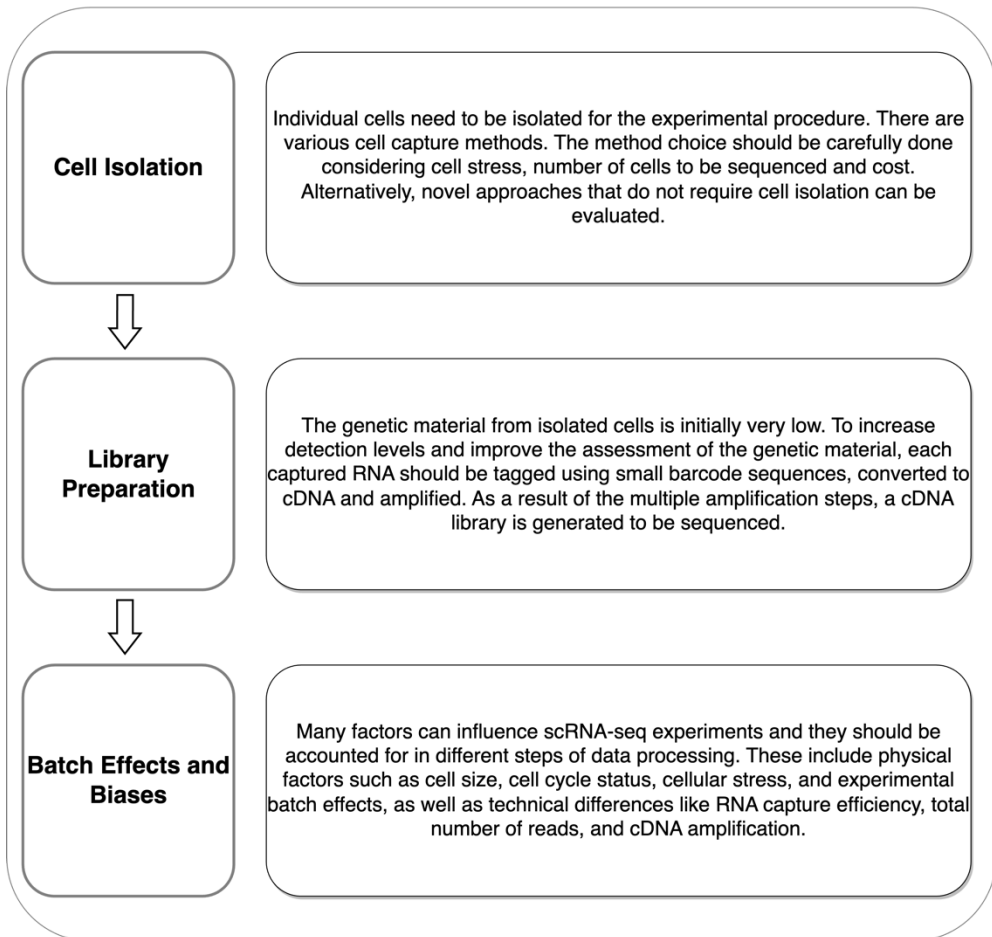 Cell Isolation
Individual cells need to be isolated for the experimental procedure. There are
various cell capture methods. The method choice should be carefully done
considering cell stress, number of cells to be sequenced and cost.
Alternatively, novel approaches that do not require cell isolation can be
evaluated.
Library
Preparation
The genetic material from isolated cells is initially very low. To increase
detection levels and improve the assessment of the genetic material, each
captured RNA should be tagged using small barcode sequences, converted to
cDNA and amplified. As a result of the multiple amplification steps, a cDNA
library is generated to be sequenced.
Batch Effects and
Biases
Many factors can influence scRNA-seq experiments and they should be
accounted for in different steps of data processing. These include physical
factors such as cell size, cell cycle status, cellular stress, and experimental
batch effects, as well as technical differences like RNA capture efficiency, total
number of reads, and cDNA amplification.